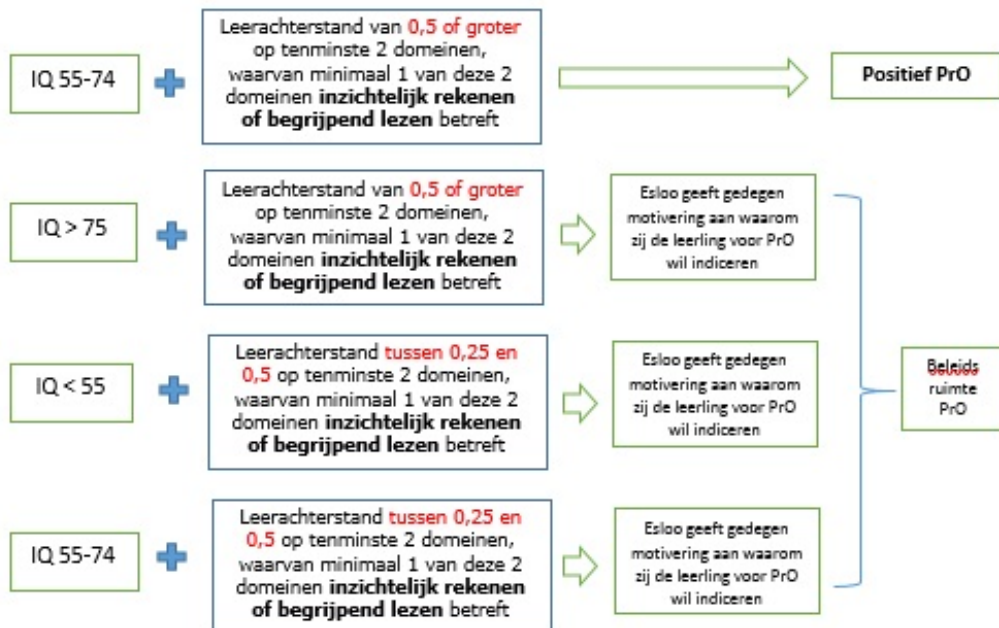 IQ 55-74
Leerachterstand van 0,5 of groter
op tenminste 2 domeinen,
waarvan minimaal 1 van deze 2
domeinen inzichtelijk rekenen
of begrijpend lezen betreft
Positief PrO
IQ > 75
Leerachterstand van 0,5 of groter
op tenminste 2 domeinen,
waarvan minimaal 1 van deze 2
domeinen inzichtelijk rekenen
of begrijpend lezen betreft
Esloo geeft gedegen
motivering aan waarom
zij de leerling voor PrO
wil indiceren
IQ < 55
Leerachterstand tussen 0,25 en
0,5 op tenminste 2 domeinen,
waarvan minimaal 1 van deze 2
domeinen inzichtelijk rekenen
of begrijpend lezen betreft
Esloo geeft gedegen
motivering aan waarom
zij de leerling voor PrO
wil indiceren
IQ 55-74
Leerachterstand tussen 0,25 en
0,5 op tenminste 2 domeinen,
waarvan minimaal 1 van deze 2
domeinen inzichtelijk rekenen
of begrijpend lezen betreft
Esloo geeft gedegen
motivering aan waarom
zij de leerling voor PrO
wil indiceren
Beleids
ruimte
PrO